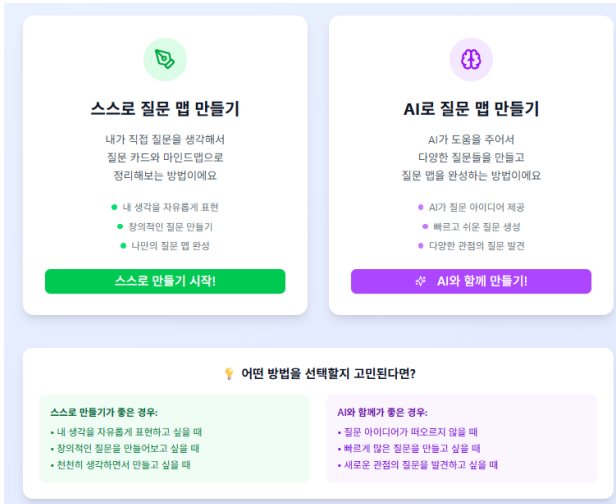 스스로 질문 맵 만들기
내가 직접 질문을 생각해서
질문 카드와 마인드맵으로
정리해보는 방법이에요
• 내 생각을 자유롭게 표현
• 창의적인 질문 만들기
• 나만의 질문 맵 완성
스스로 만들기 시작!
AI로 질문 맵 만들기
AI가 도움을 주어서
다양한 질문들을 만들고
질문 맵을 완성하는 방법이에요
• AI가 질문 아이디어 제공
• 빠르고 쉬운 질문 생성
• 다양한 관점의 질문 발견
AI와 함께 만들기!
어떤 방법을 선택할지 고민된다면?
스스로 만들기가 좋은 경우:
• 내 생각을 자유롭게 표현하고 싶을 때
• 창의적인 질문을 만들어보고 싶을 때
• 천천히 생각하면서 만들고 싶을 때
AI와 함께가 좋은 경우:
• 질문 아이디어가 떠오르지 않을 때
• 빠르게 많은 질문을 만들고 싶을 때
• 새로운 관점의 질문을 발견하고 싶을 때